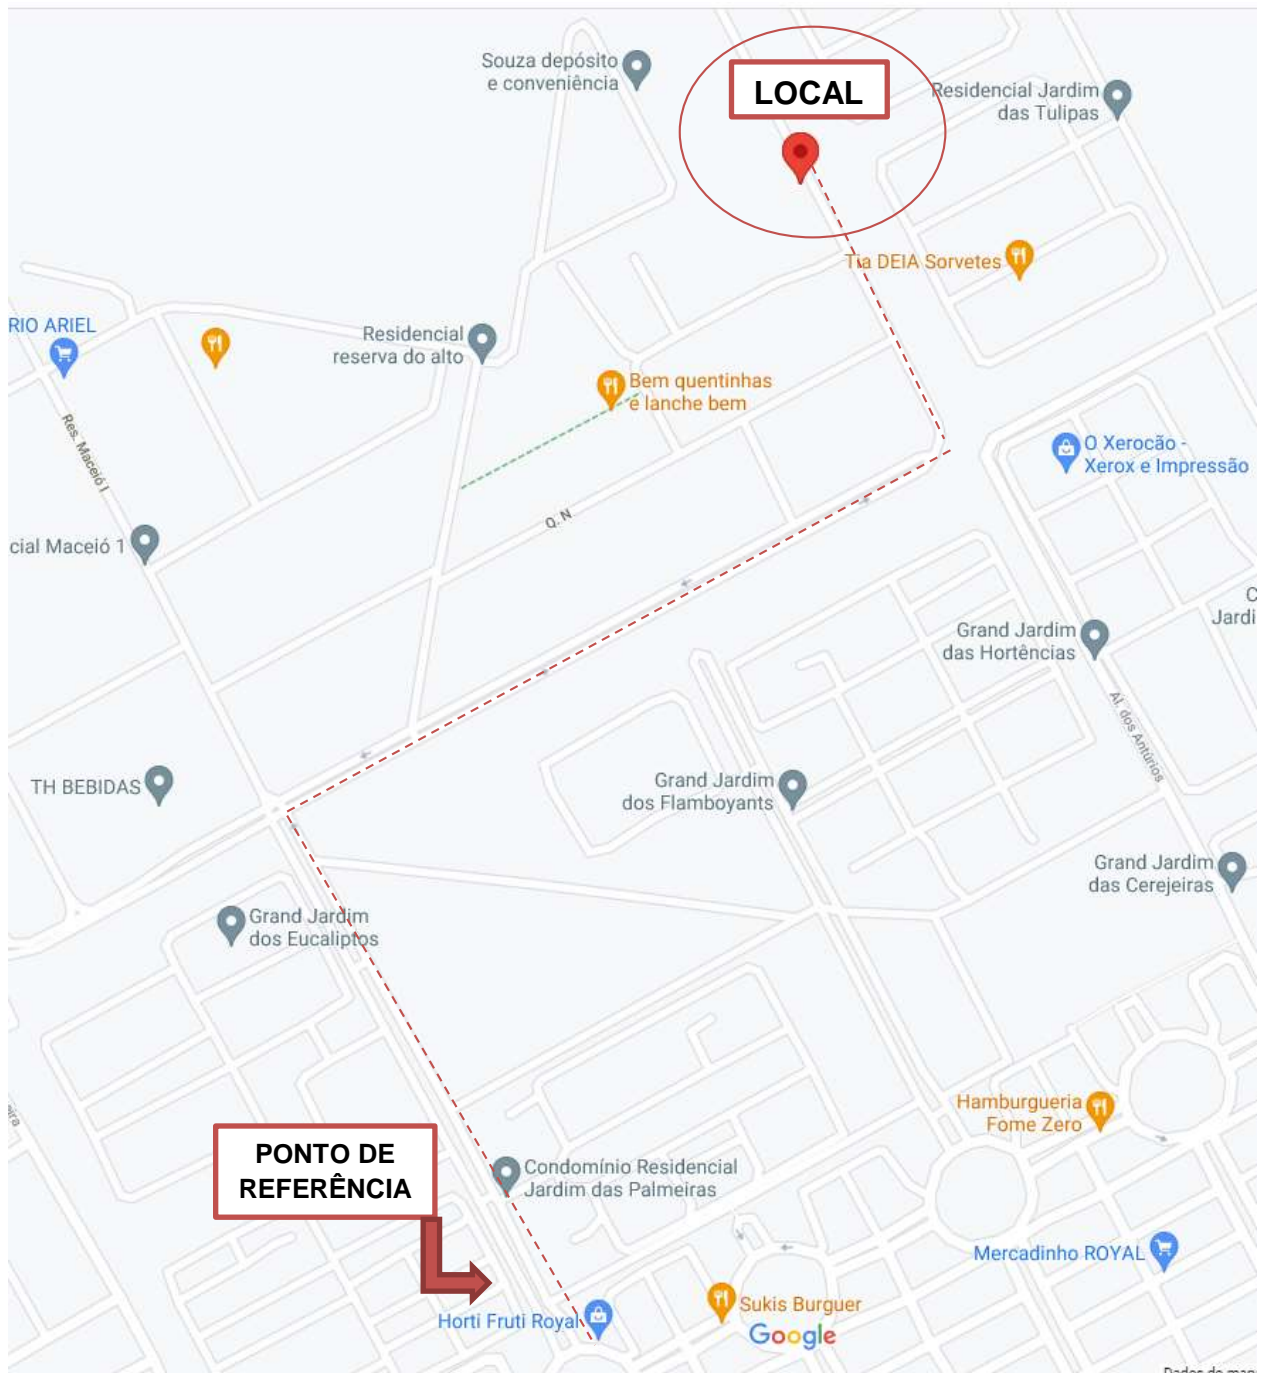 Souza depósito
e conveniência
LOCAL
Residencial Jardim
das Tulipas
Tia DEIA Sorvetes
RIO ARIEL
Residencial
reserva do alto
Bem quentinhas
e lanche bem
Res. Maceió I
O Xerocão -
Xerox e Impressão
Q. N
cial Maceió 1
C
Jardi
Grand Jardim
das Hortências
Al. dos Antúrios
TH BEBIDAS
Grand Jardim
dos Flamboyants
Grand Jardim
das Cerejeiras
Grand Jardim
dos Eucaliptos
Hamburgueria
Fome Zero
eira
PONTO DE
REFERÊNCIA
Condomínio Residencial
Jardim das Palmeiras
Mercadinho ROYAL
Sukis Burguer
Horti Fruti Royal
Google